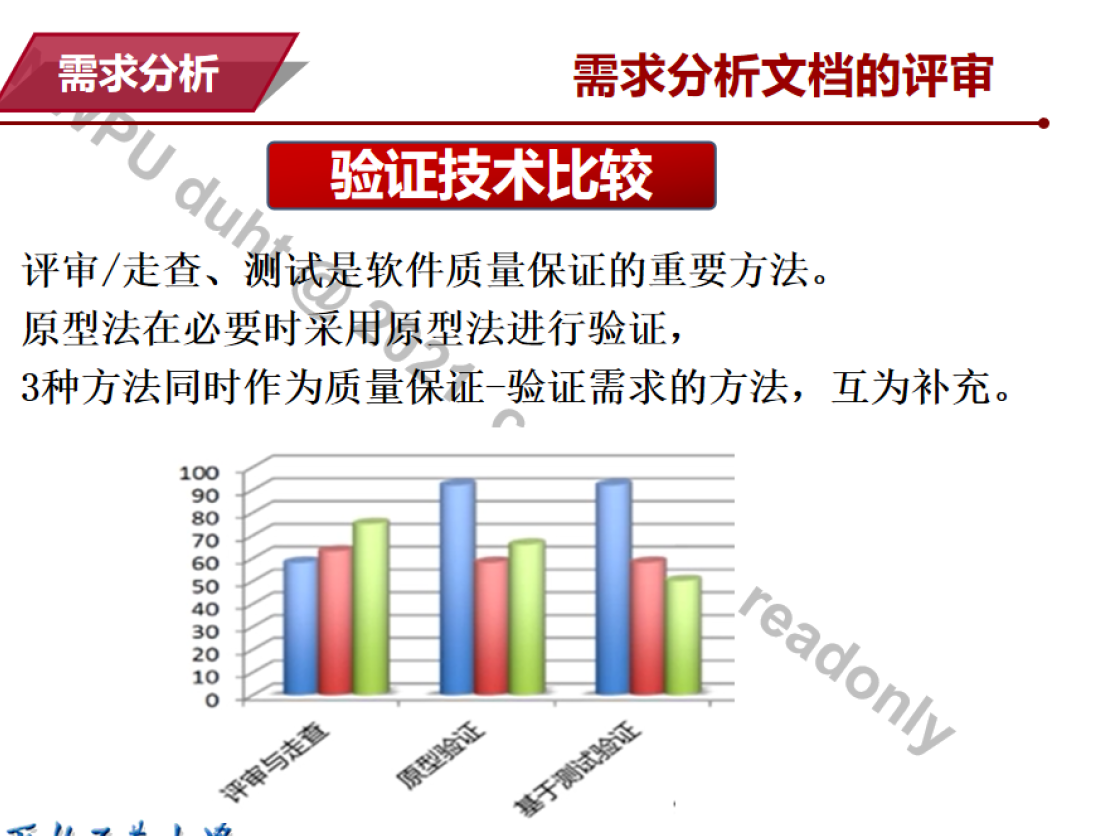 需求分析
需求分析文档的评审
验证技术比较
评审/走查、测试是软件质量保证的重要方法。
原型法在必要时采用原型法进行验证，
3种方法同时作为质量保证-验证需求的方法，互为补充。
100
90
80
70
60
50
40
30
20
10
0
评审与走查
原型验证
基于测试验证
duht @ 2021
readonly